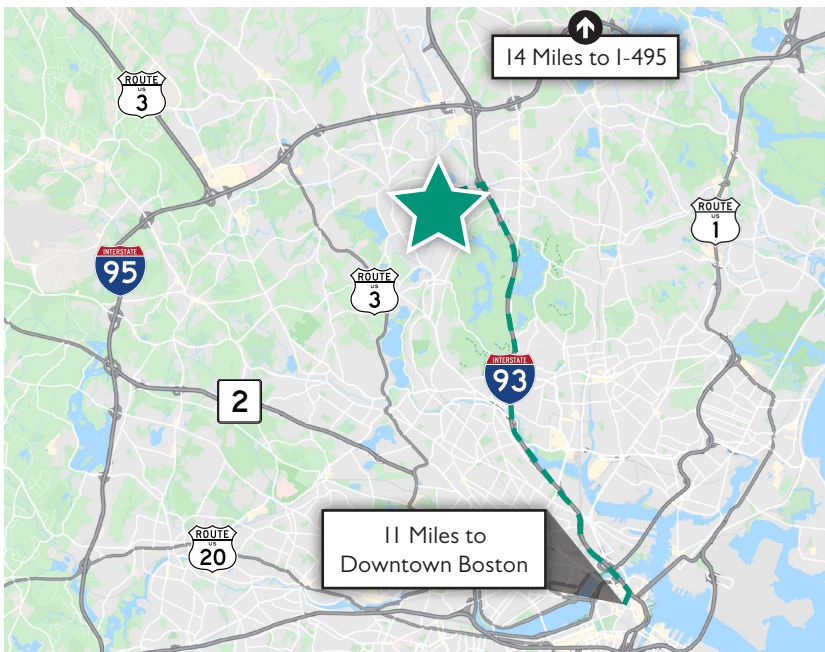 14 Miles to I-495
ROUTE
US
3
ROUTE
US
1
INTERSTATE
95
ROUTE
US
3
INTERSTATE
93
2
11 Miles to
Downtown Boston
ROUTE
US
20